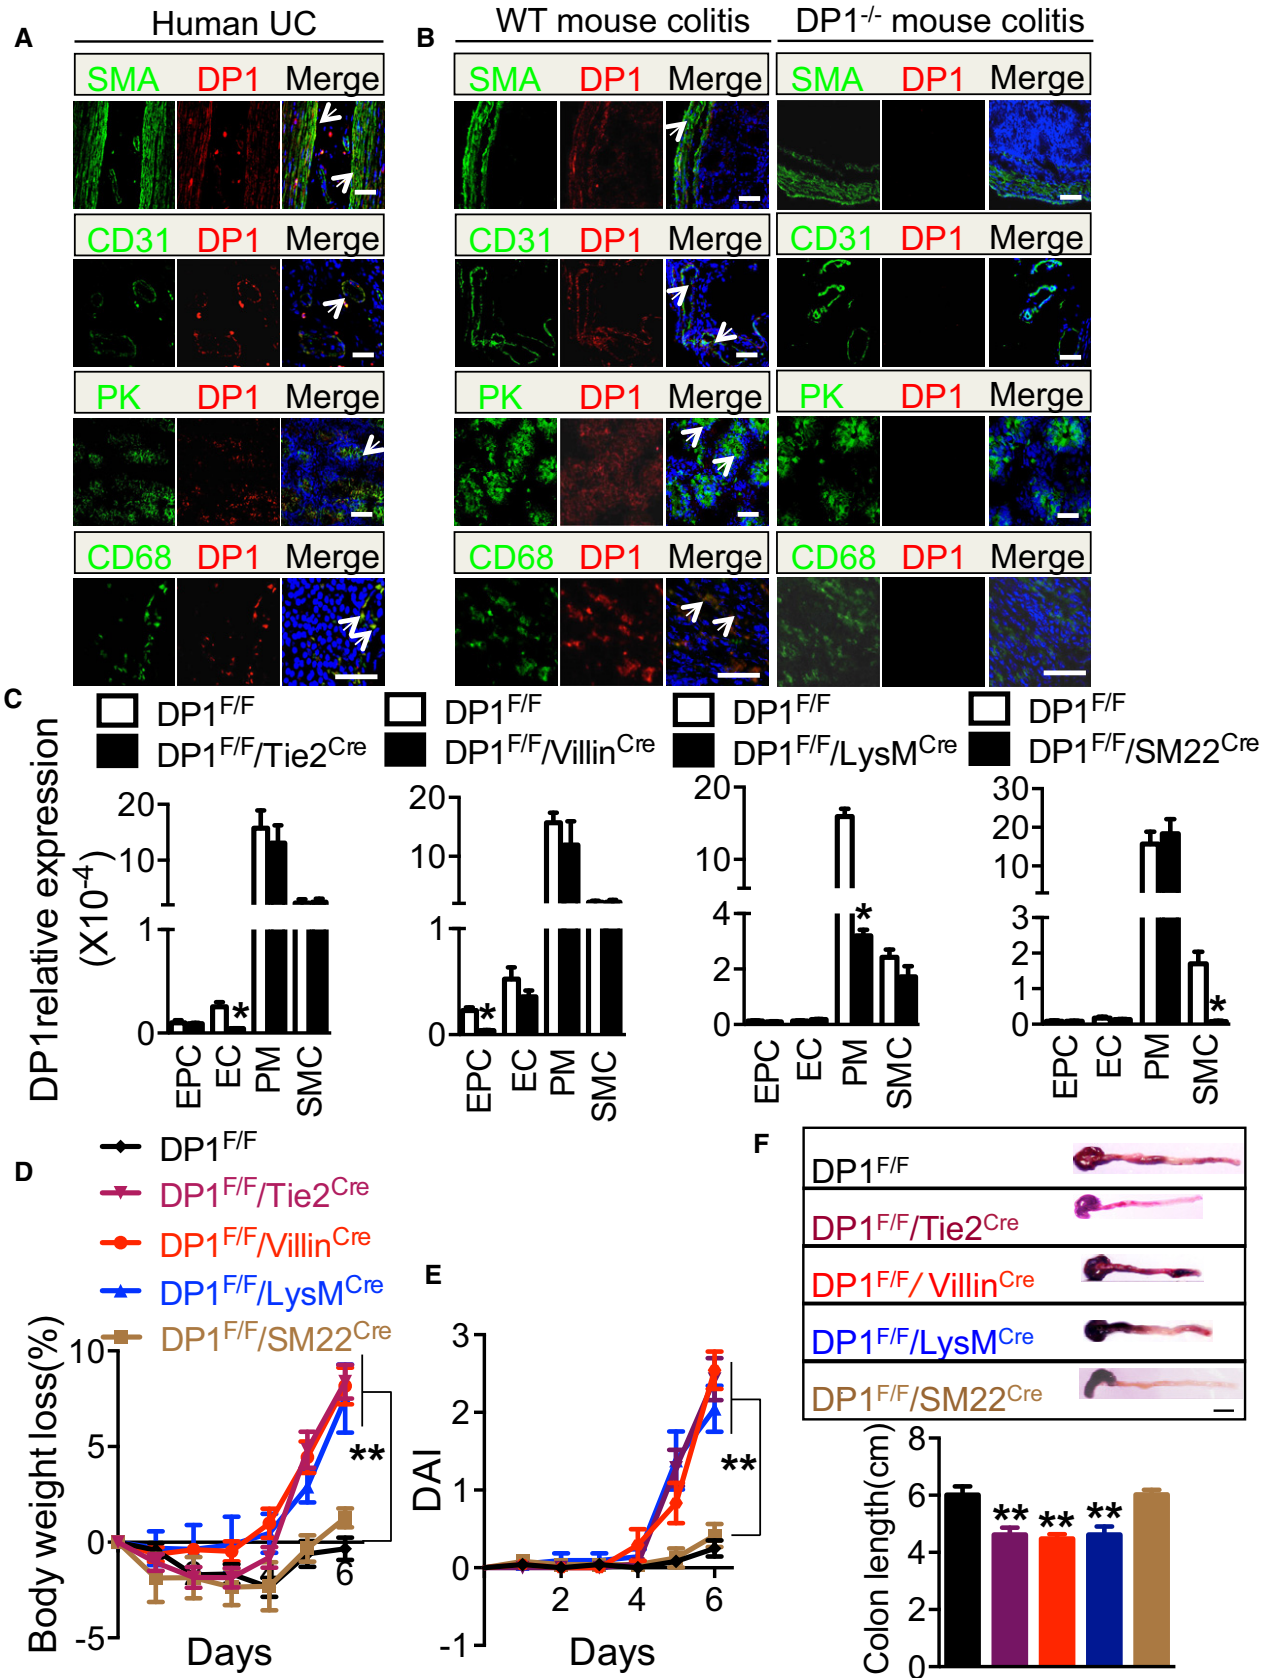 A
Human UC
SMA DP1 Merge
CD31 DP1 Merge
PK DP1 Merge
CD68 DP1 Merge
B
WT mouse colitis DP1-/- mouse colitis
SMA DP1 Merge SMA DP1 Merge
CD31 DP1 Merge CD31 DP1 Merge
PK DP1 Merge PK DP1 Merge
CD68 DP1 Merge CD68 DP1 Merge
C
DP1relative expression
(X10-4)
DP1F/F
DP1F/F/Tie2Cre
20
10
1
0
*
EPC EC PM SMC
DP1F/F
DP1F/F/VillinCre
20
10
1
0
*
EPC EC PM SMC
DP1F/F
DP1F/F/LysMCre
20
10
4
2
0
*
EPC EC PM SMC
DP1F/F
DP1F/F/SM22Cre
30
20
10
3
2
1
0
*
EPC EC PM SMC
D
DP1F/F
DP1F/F/Tie2Cre
DP1F/F/VillinCre
DP1F/F/LysMCre
DP1F/F/SM22Cre
Body weight loss(%)
10
5
0
-5
**
6
Days
E
DAI
3
2
1
0
-1
**
2 4 6
Days
F
DP1F/F
DP1F/F/Tie2Cre
DP1F/F/VillinCre
DP1F/F/LysMCre
DP1F/F/SM22Cre
Colon length(cm)
8
6
4
2
0
** ** **